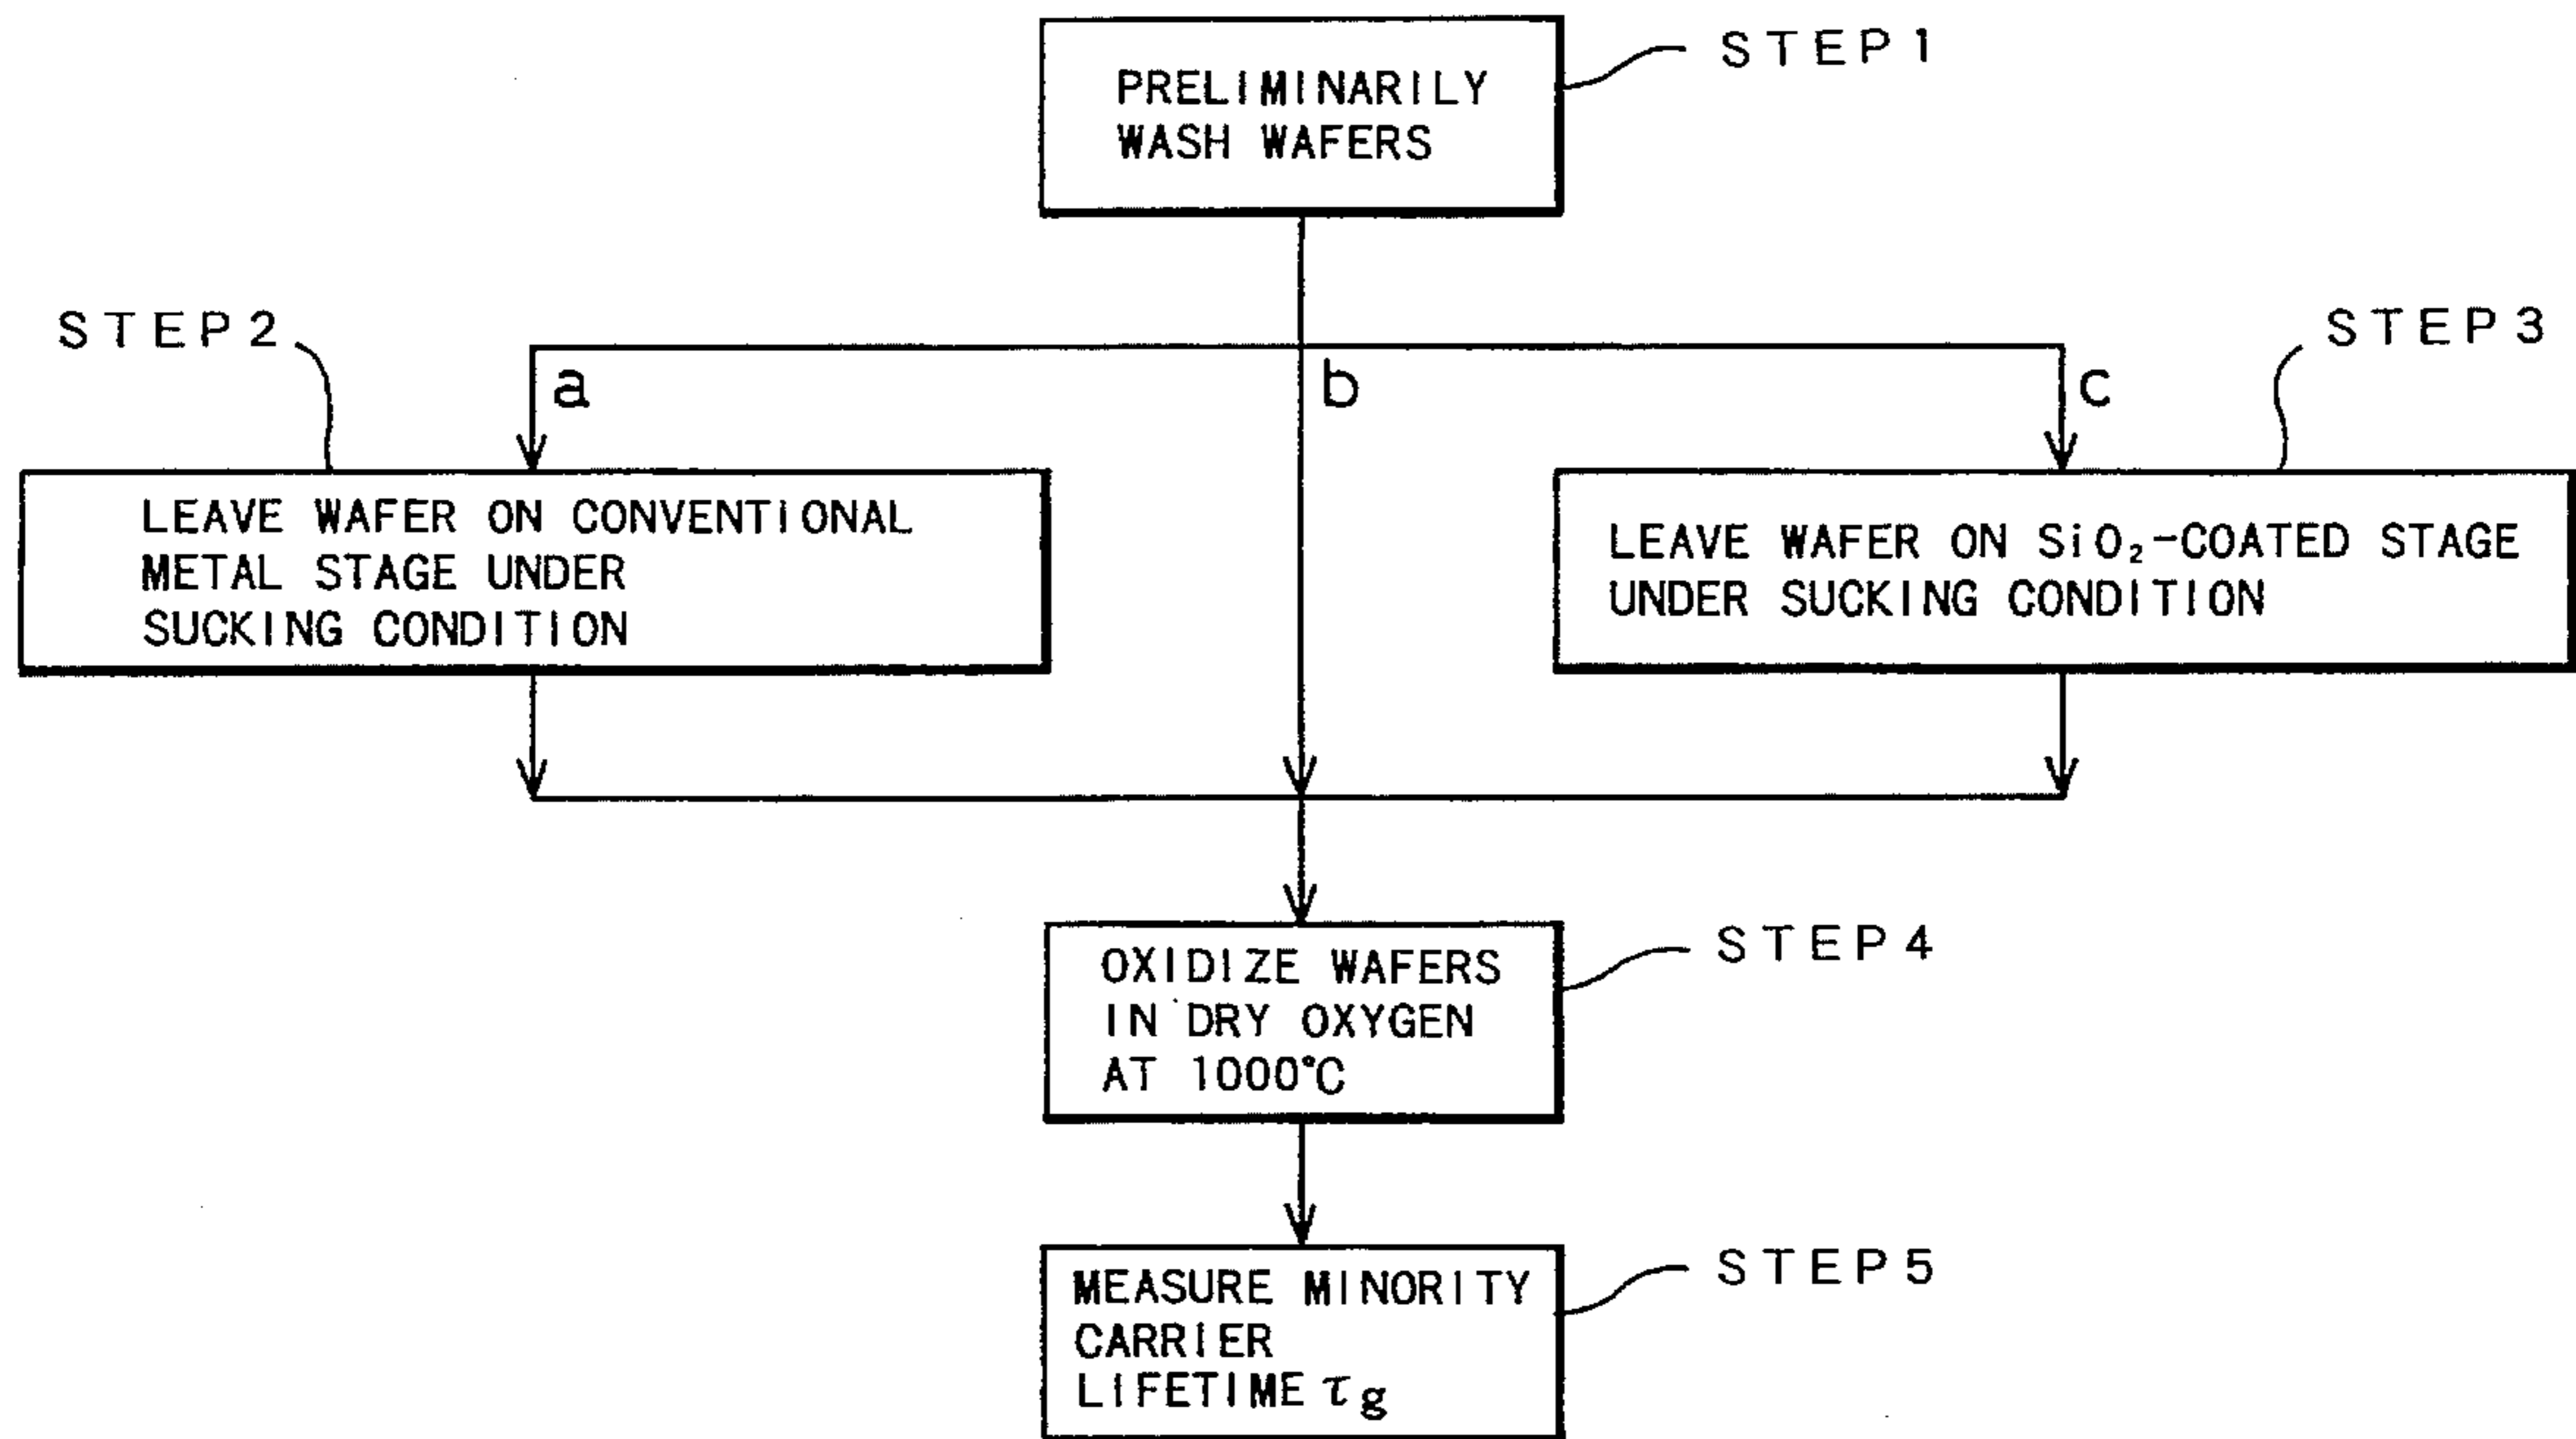 PRELIMINARILY
WASH WAFERS
STEP1
STEP2
a
b
c
STEP3
LEAVE WAFER ON CONVENTIONAL
METAL STAGE UNDER
SUCKING CONDITION
LEAVE WAFER ON SiO₂-COATED STAGE
UNDER SUCKING CONDITION
OXIDIZE WAFERS
IN DRY OXYGEN
AT 1000°C
STEP4
MEASURE MINORITY
CARRIER
LIFETIME τg
STEP5